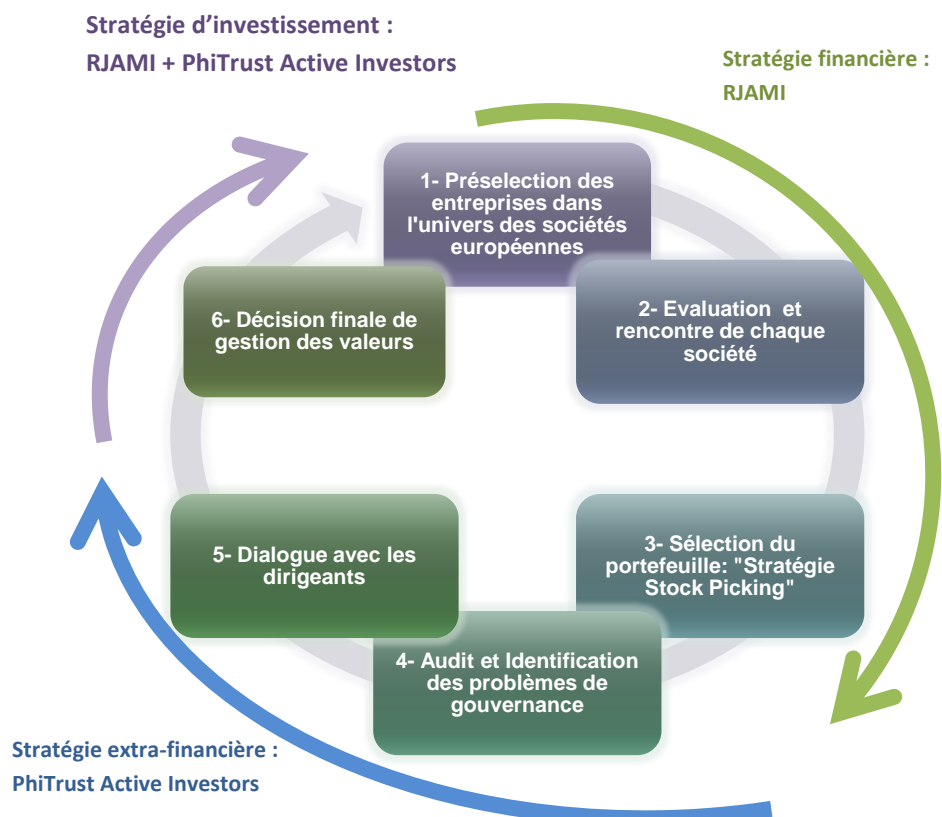 Stratégie d'investissement :
RJAMI + PhiTrust Active Investors
Stratégie financière :
RJAMI
1- Préselection des
entreprises dans
l'univers des sociétés
européennes
2- Evaluation et
rencontre de chaque
société
3- Sélection du
portefeuille: "Stratégie
Stock Picking"
4- Audit et Identification
des problèmes de
gouvernance
5- Dialogue avec les
dirigeants
6- Décision finale de
gestion des valeurs
Stratégie extra-financière :
PhiTrust Active Investors